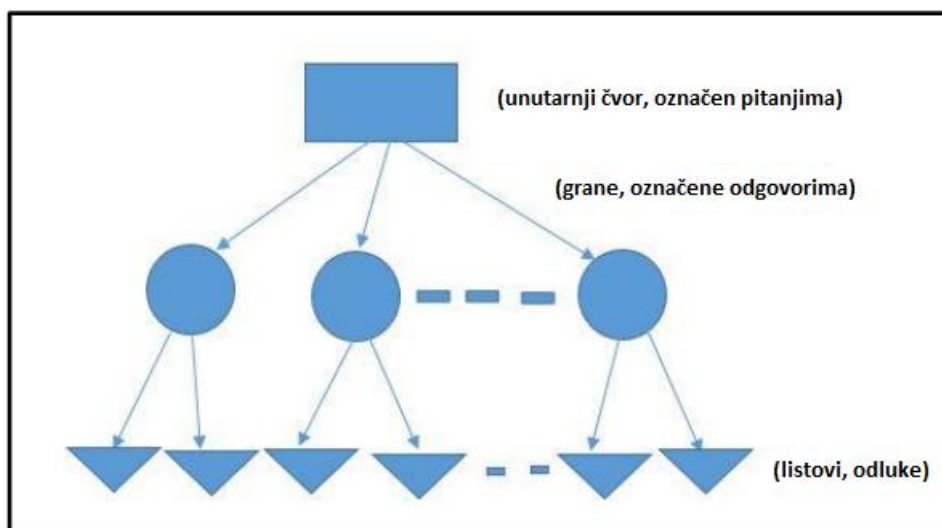 (unutarnji čvor, označen pitanjima)
(grane, označene odgovorima)
(listovi, odluke)